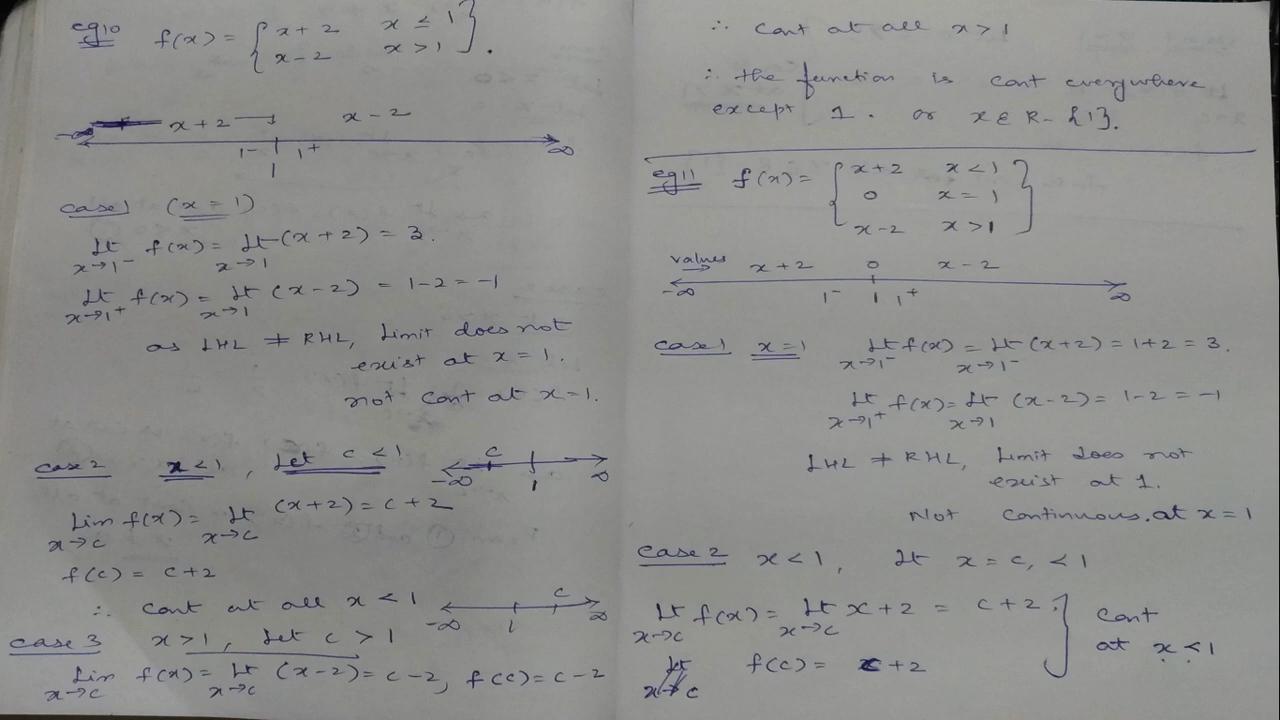 eg10 f(x) = { x+2 x ≤ 1
x-2 x>1 }.
x+2 x-2
-∞ 1- 1+ ∞
1
case 1 (x = 1)
lt f(x) = lt (x+2) = 3.
x→1- x→1
lt f(x) = lt (x-2) = 1-2 = -1
x→1+ x→1
as LHL ≠ RHL, Limit does not
exist at x = 1.
not cont at x=1.
case 2 x<1, Let c<1 c
-∞ 1 ∞
Lim f(x) = lt (x+2) = c+2
x→c x→c
f(c) = c+2
∴ cont at all x<1 c
-∞ 1 ∞
case 3 x>1, Let c>1
Lim f(x) = lt (x-2) = c-2, f(c) = c-2
x→c x→c
∴ cont at all x>1
∴ the function is cont everywhere
except 1. or x ∈ R- {1}.
eg11 f(x) = { x+2 x<1
0 x=1
x-2 x>1 }
values x+2 0 x-2
-∞ 1- 1 1+ ∞
case 1 x=1 lt f(x) = lt (x+2) = 1+2 = 3.
x→1- x→1-
lt f(x) = lt (x-2) = 1-2 = -1
x→1+ x→1
LHL ≠ RHL, Limit does not
exist at 1.
Not continuous. at x=1
case 2 x<1, lt x=c, <1
lt f(x) = lt x+2 = c+2. } cont
x→c x→c at x<1
lt f(c) = c+2
x→c